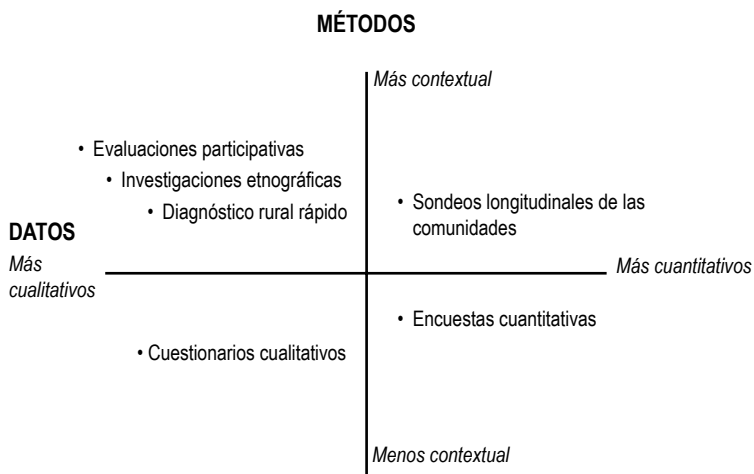 MÉTODOS
Más contextual
• Evaluaciones participativas
• Investigaciones etnográficas
• Diagnóstico rural rápido
• Sondeos longitudinales de las
comunidades
DATOS
Más
cualitativos
Más cuantitativos
• Encuestas cuantitativas
• Cuestionarios cualitativos
Menos contextual